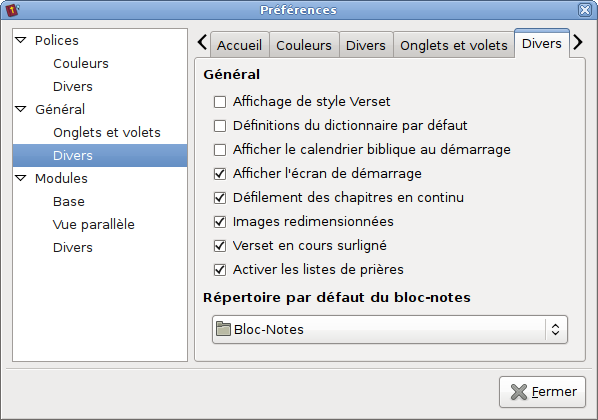 Préférences
Polices
Couleurs
Divers
Général
Onglets et volets
Divers
Modules
Base
Vue parallèle
Divers
Accueil Couleurs Divers Onglets et volets Divers
Général
Affichage de style Verset
Définitions du dictionnaire par défaut
Afficher le calendrier biblique au démarrage
Afficher l'écran de démarrage
Défilement des chapitres en continu
Images redimensionnées
Verset en cours surligné
Activer les listes de prières
Répertoire par défaut du bloc-notes
Bloc-Notes
Fermer